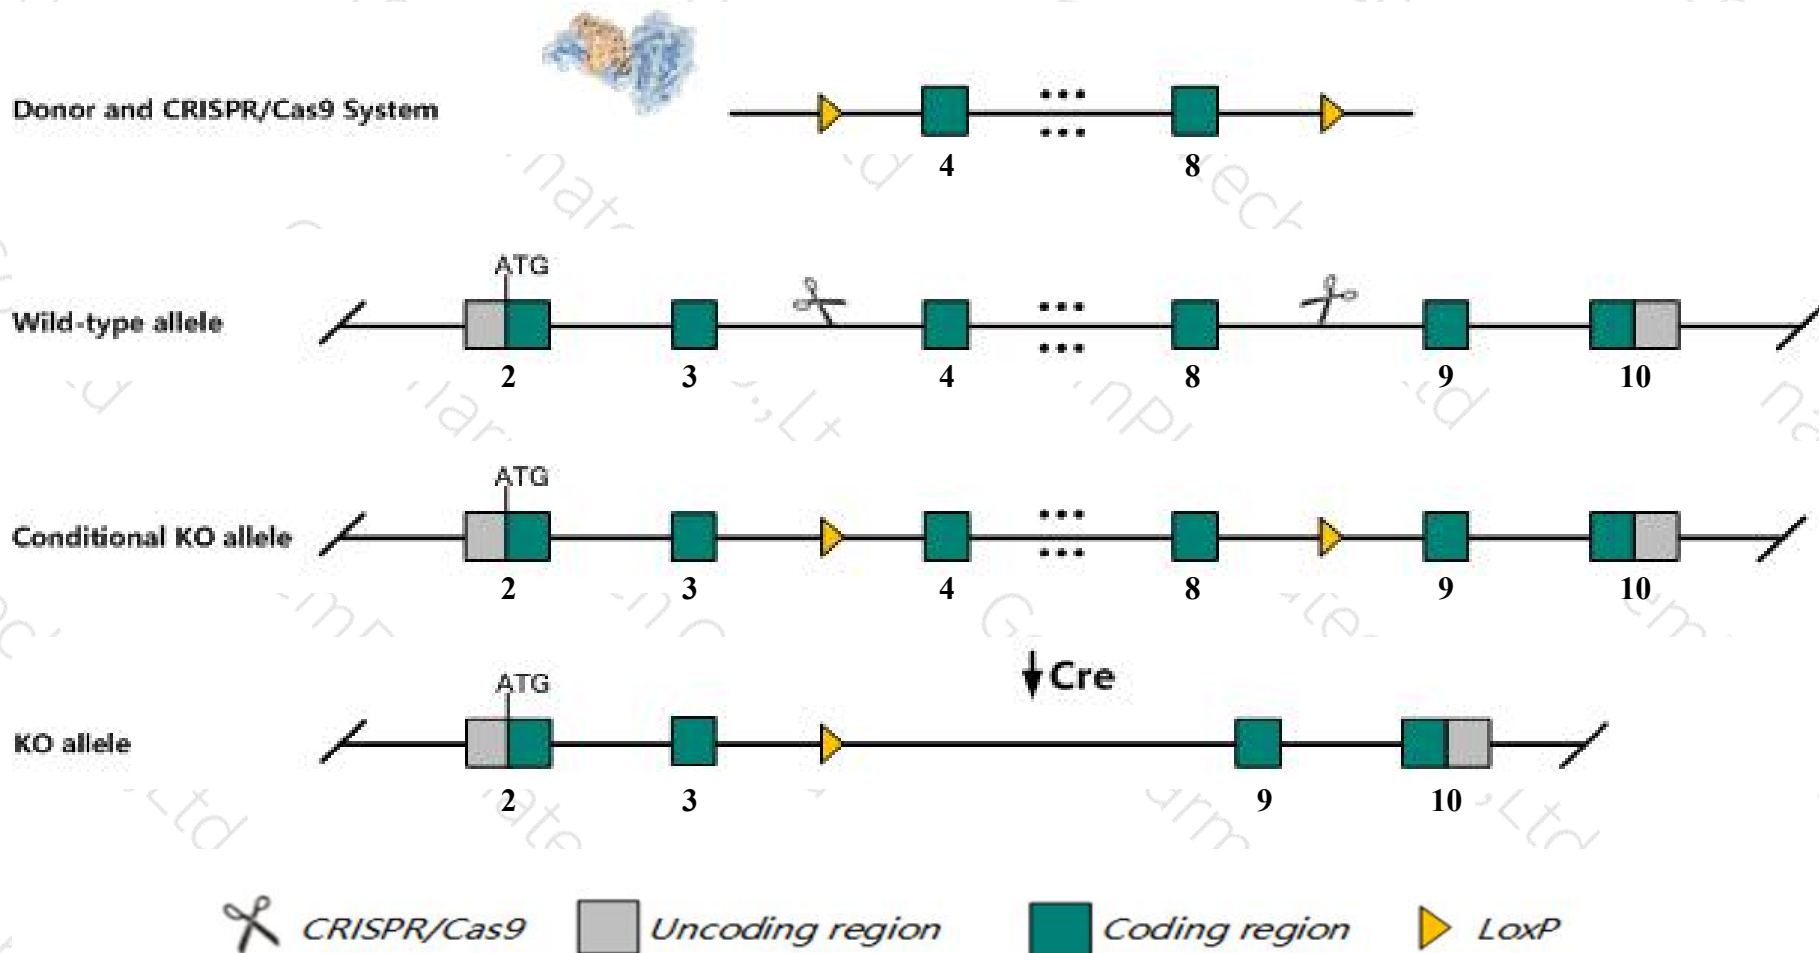 Donor and CRISPR/Cas9 System
4 8
ATG
Wild-type allele
2 3 4 8 9 10
ATG
Conditional KO allele
2 3 4 8 9 10
Cre
ATG
KO allele
2 3 9 10
CRISPR/Cas9 Uncoding region Coding region LoxP